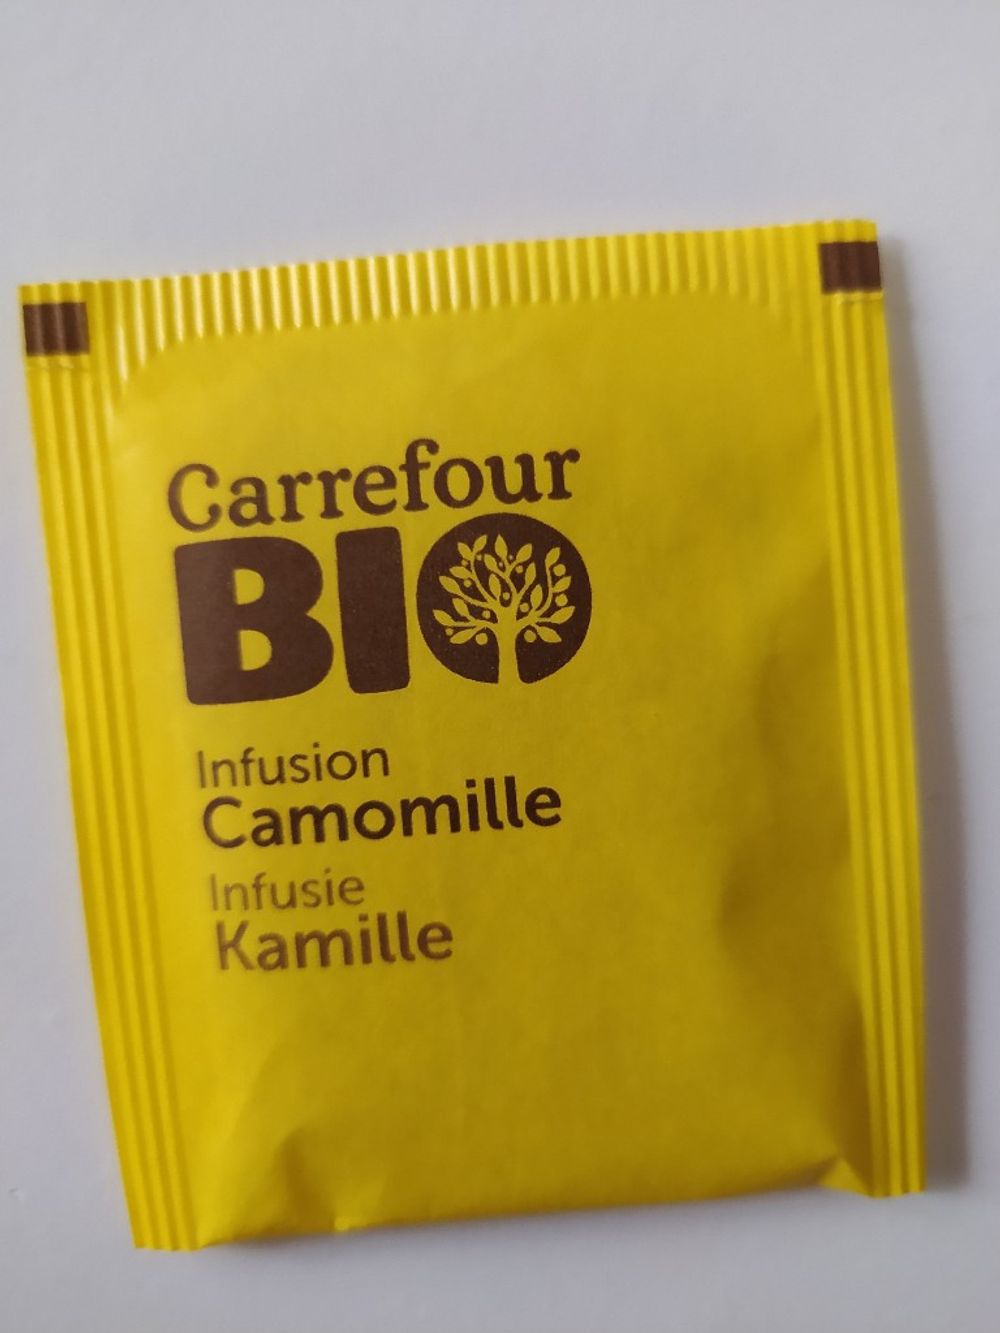 Carrefour
BIO
Infusion
Camomille
Infusie
Kamille